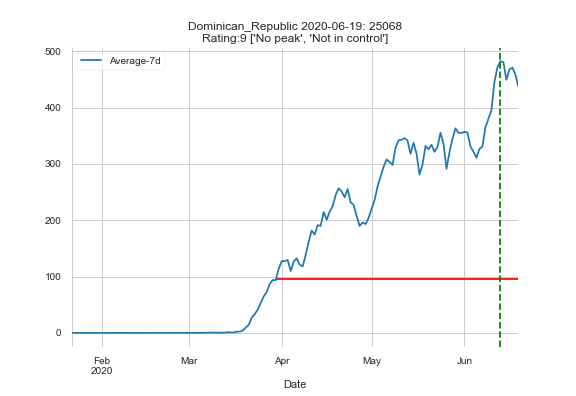 Dominican_Republic 2020-06-19: 25068
Rating:9 ['No peak', 'Not in control']
Average-7d
500
400
300
200
100
0
Feb
2020
Mar
Apr
May
Jun
Date